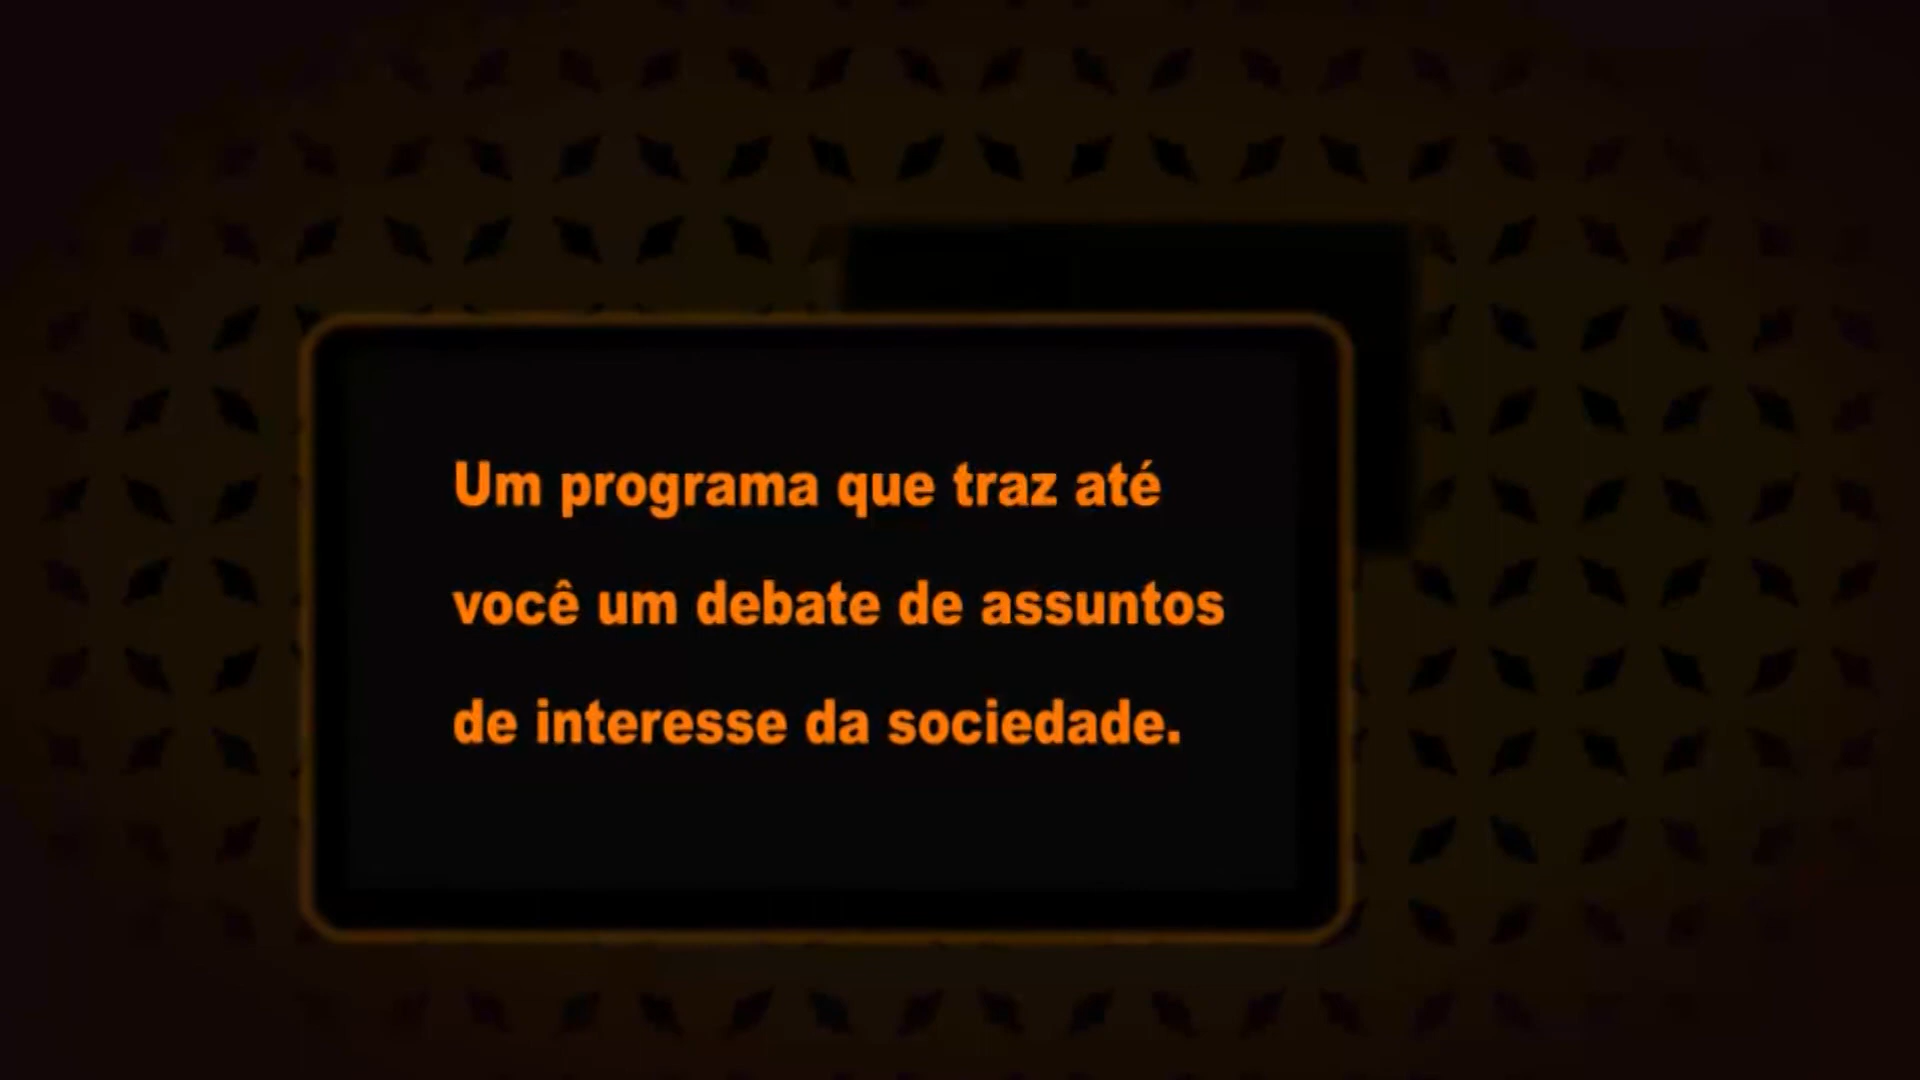 Um programa que traz até
você um debate de assuntos
de interesse da sociedade.